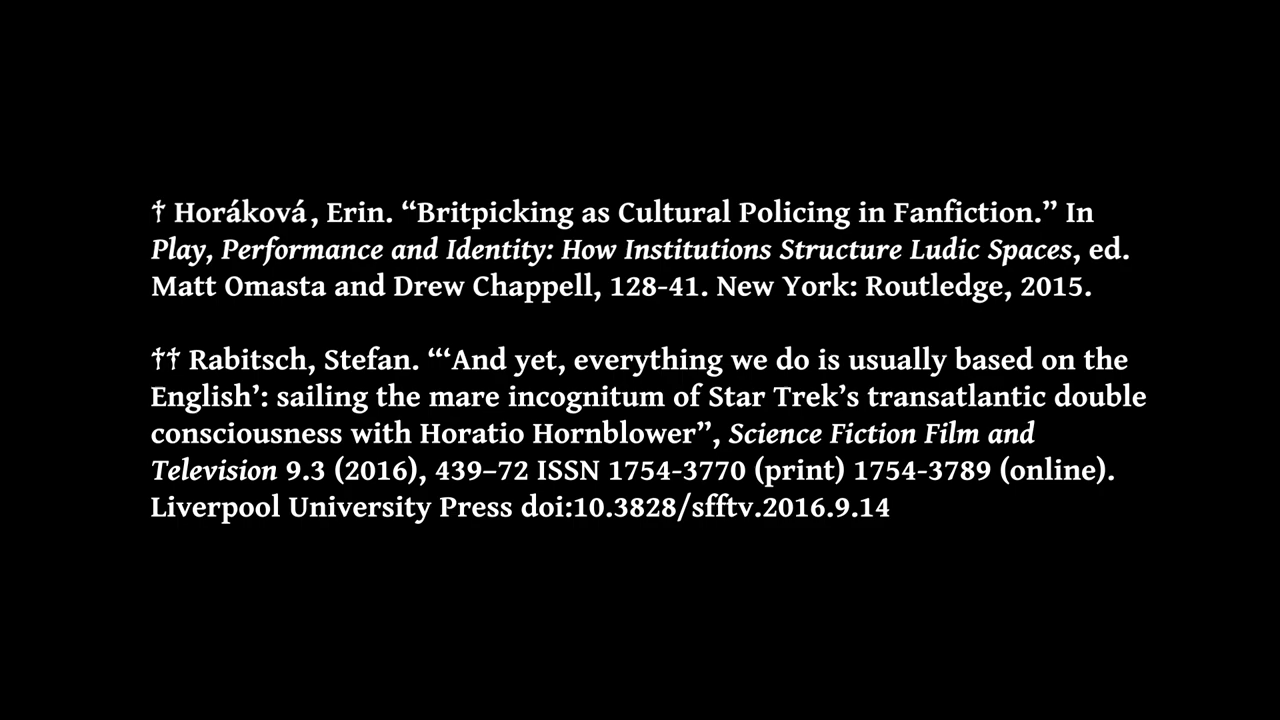 † Horáková, Erin. “Britpicking as Cultural Policing in Fanfiction.” In
Play, Performance and Identity: How Institutions Structure Ludic Spaces, ed.
Matt Omasta and Drew Chappell, 128-41. New York: Routledge, 2015.
†† Rabitsch, Stefan. “‘And yet, everything we do is usually based on the
English’: sailing the mare incognitum of Star Trek’s transatlantic double
consciousness with Horatio Hornblower”, Science Fiction Film and
Television 9.3 (2016), 439–72 ISSN 1754-3770 (print) 1754-3789 (online).
Liverpool University Press doi:10.3828/sfftv.2016.9.14